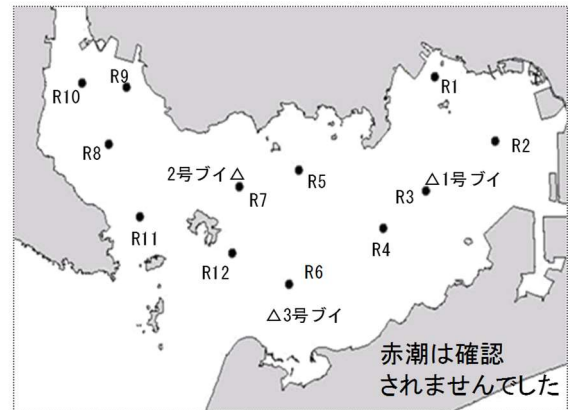 R9
R1
R10
R8
R2
2号ブイ△
R5
△1号ブイ
R7
R3
R11
R4
R12
R6
△3号ブイ
赤潮は確認
されませんでした